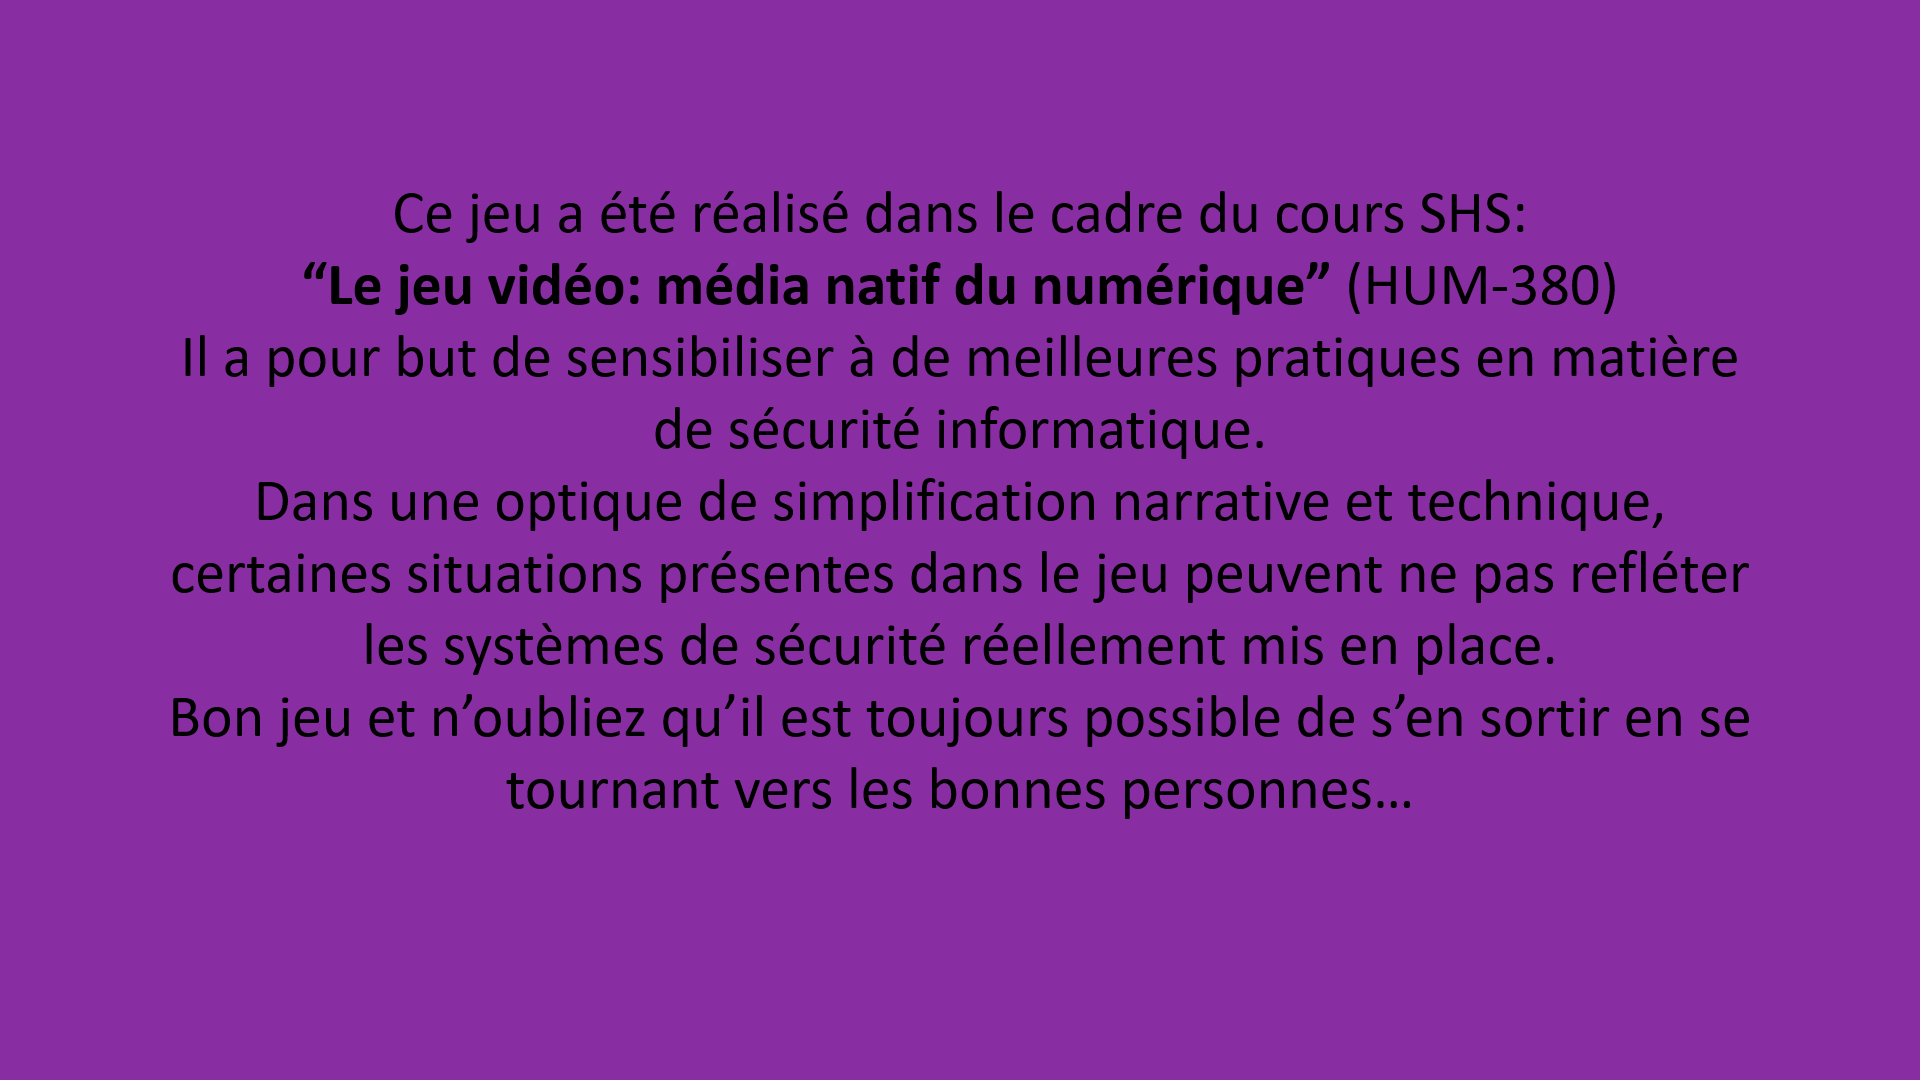 Ce jeu a été réalisé dans le cadre du cours SHS:
“Le jeu vidéo: média natif du numérique” (HUM-380)
Il a pour but de sensibiliser à de meilleures pratiques en matière
de sécurité informatique.
Dans une optique de simplification narrative et technique,
certaines situations présentes dans le jeu peuvent ne pas refléter
les systèmes de sécurité réellement mis en place.
Bon jeu et n’oubliez qu’il est toujours possible de s’en sortir en se
tournant vers les bonnes personnes…